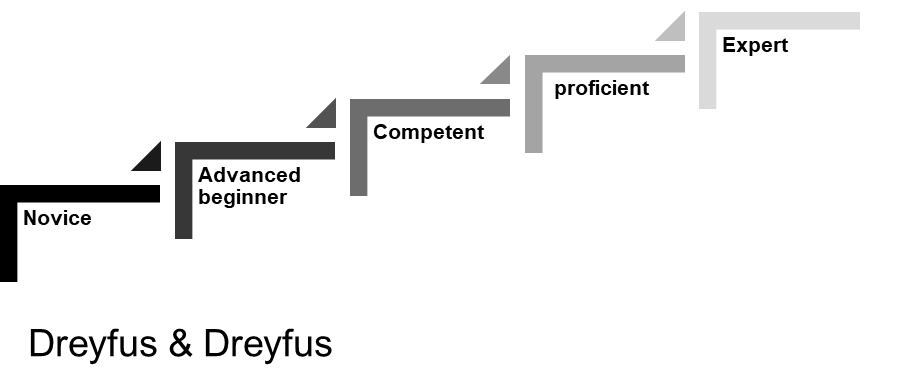 Expert
proficient
Competent
Advanced
beginner
Novice
Dreyfus & Dreyfus